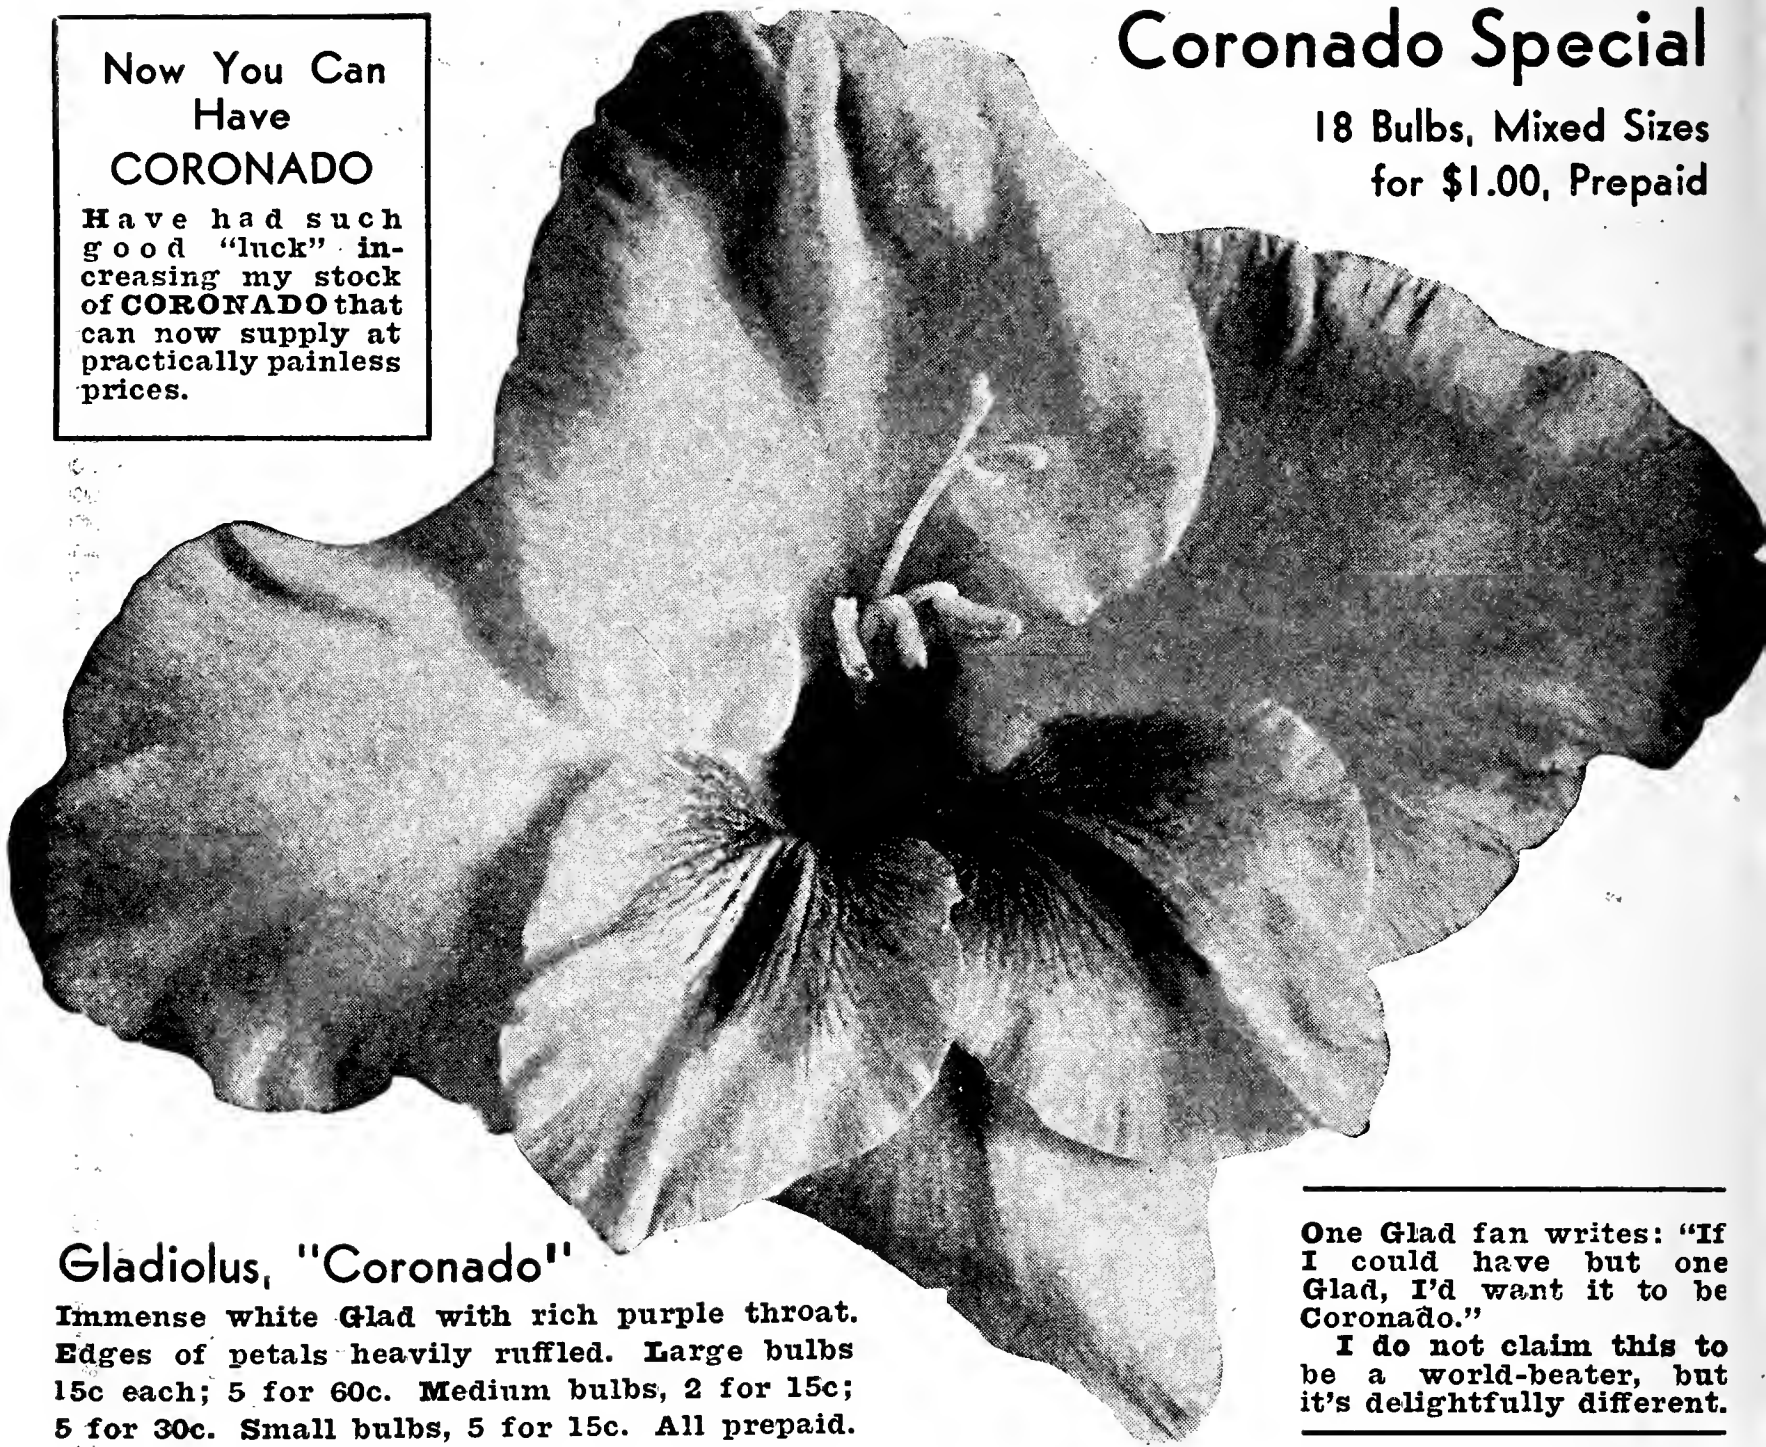 Now You Can
Have
CORONADO
Have had such
good "luck" in-
creasing my stock
of CORONADO that
can now supply at
practically painless
prices.
Coronado Special
18 Bulbs, Mixed Sizes
for $1.00, Prepaid
Gladiolus, "Coronado"
Immense white Glad with rich purple throat.
Edges of petals heavily ruffled. Large bulbs
15c each; 5 for 60c. Medium bulbs, 2 for 15c;
5 for 30c. Small bulbs, 5 for 15c. All prepaid.
One Glad fan writes: "If
I could have but one
Glad, I'd want it to be
Coronado."
I do not claim this to
be a world-beater, but
it's delightfully different.